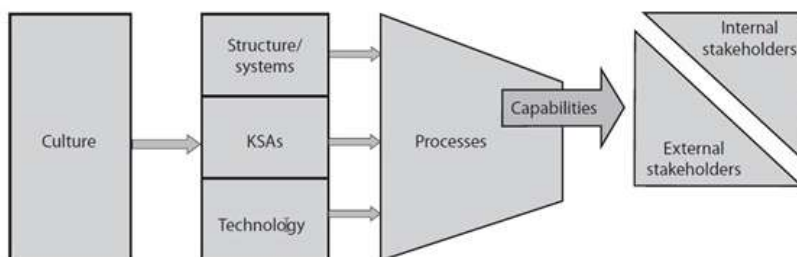 Culture
Structure/
systems
KSAs
Technology
Processes
Capabilities
Internal
stakeholders
External
stakeholders